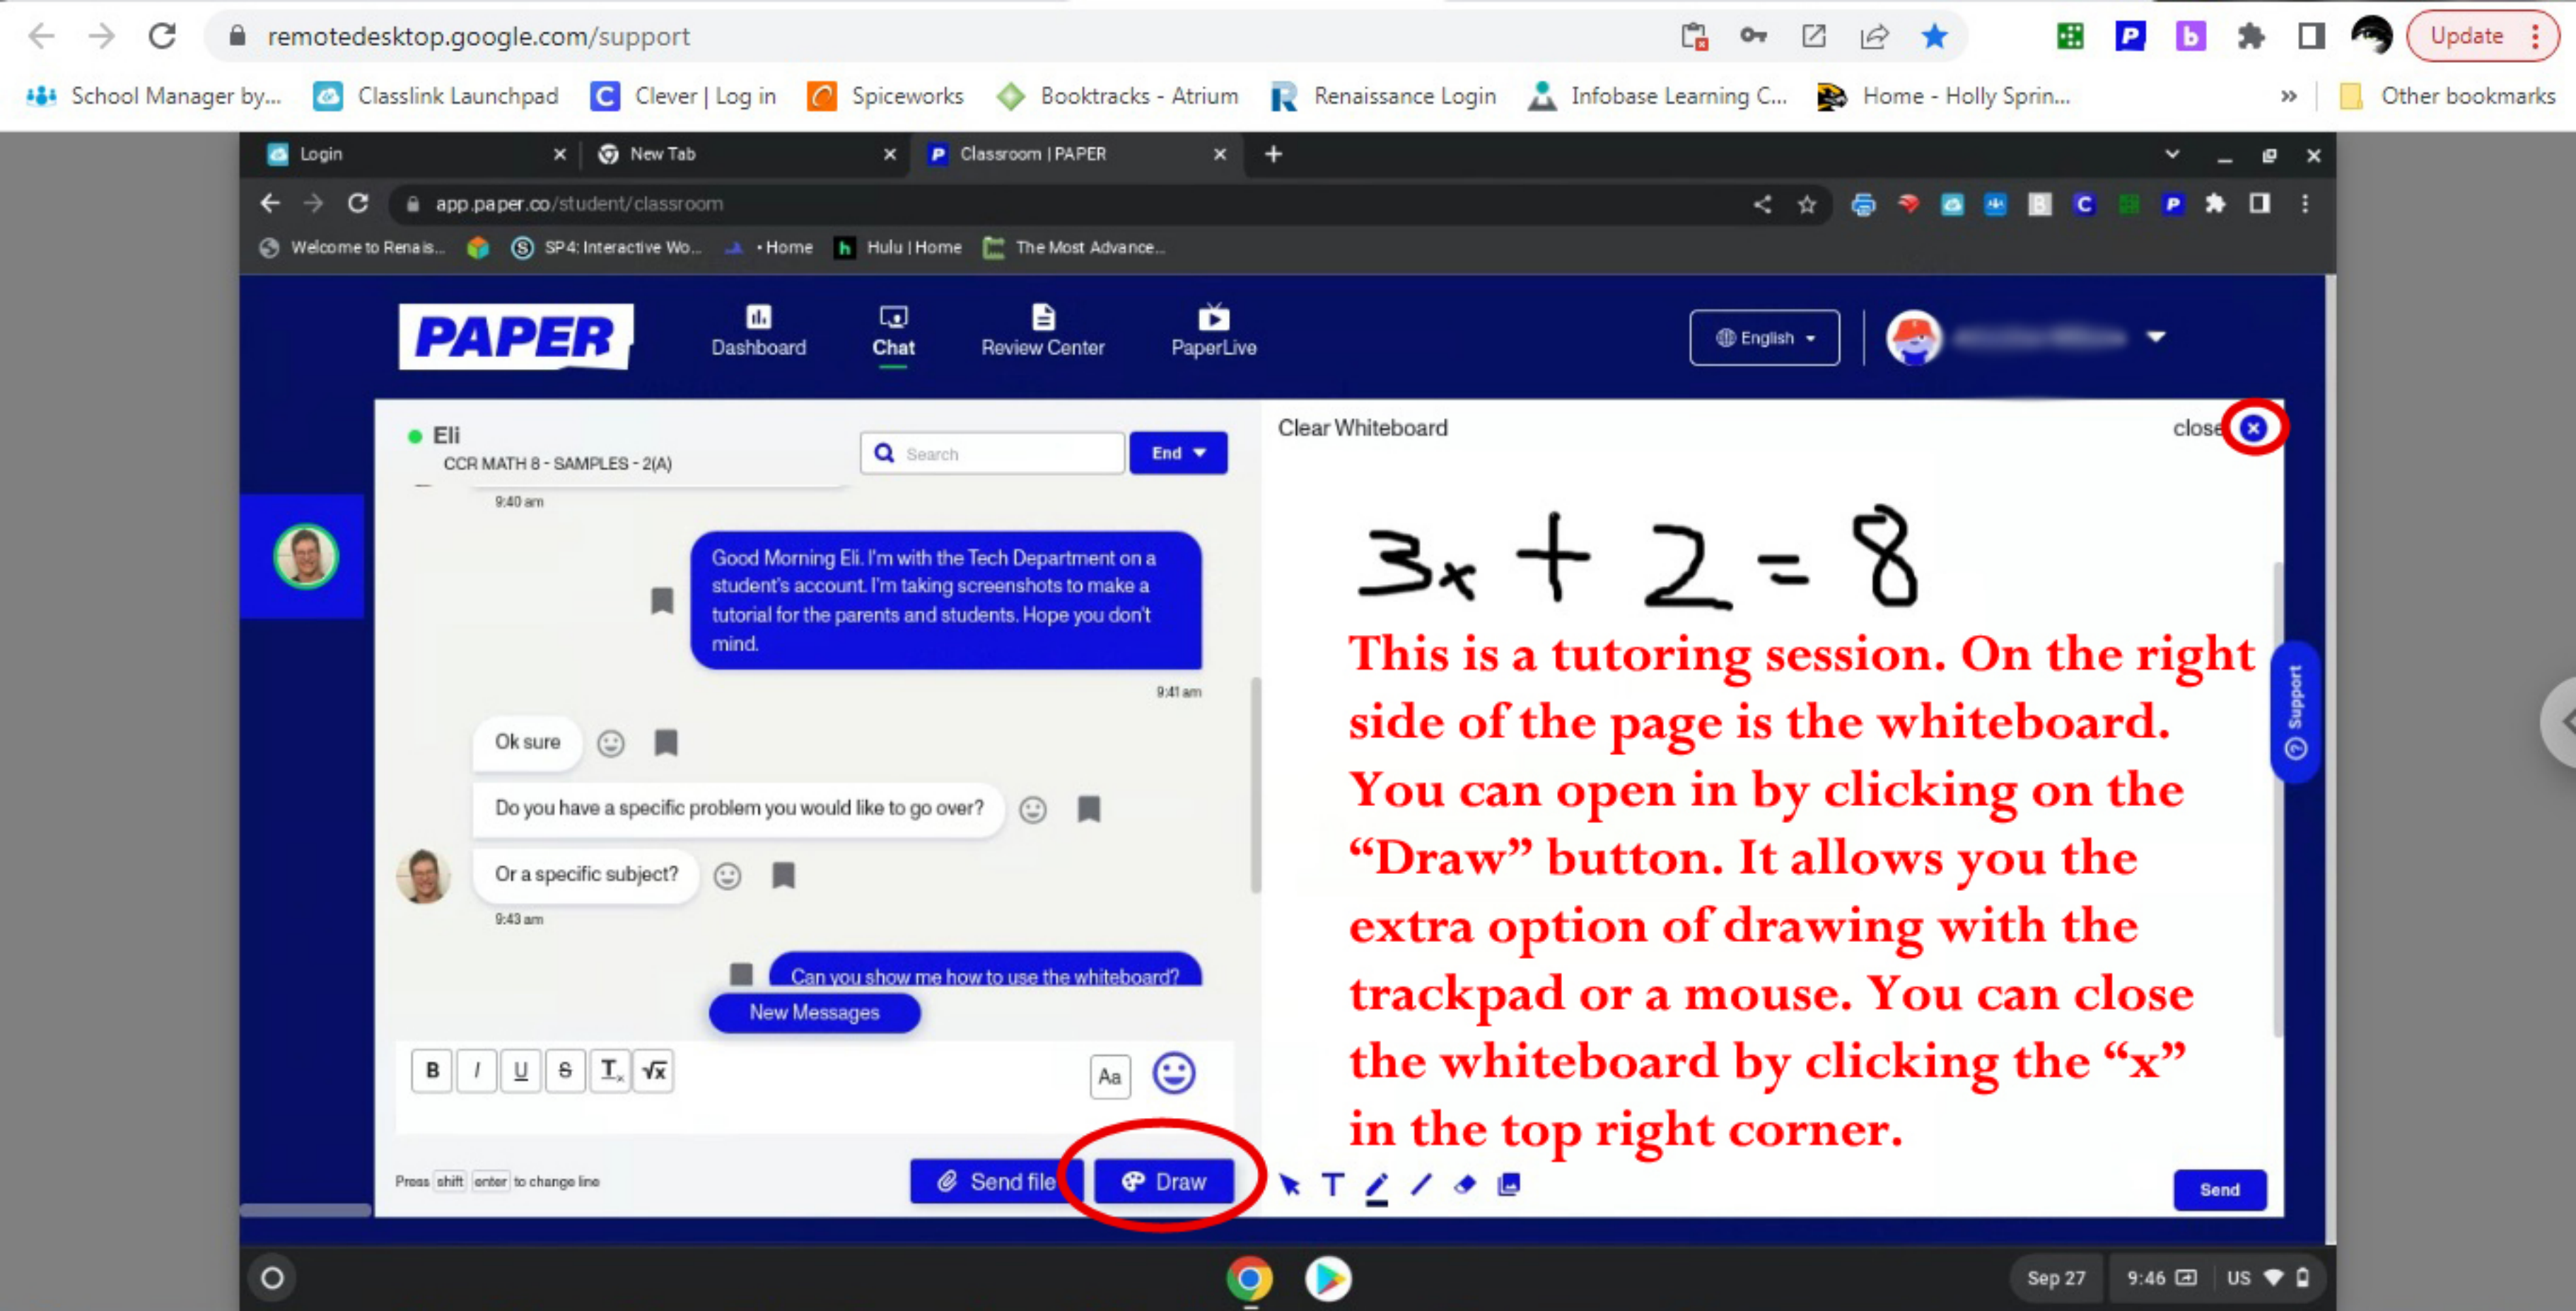 remotedesktop.google.com/support
Update
School Manager by...
Classlink Launchpad
Clever | Log in
Spiceworks
Booktracks - Atrium
Renaissance Login
Infobase Learning C...
Home - Holly Sprin...
»
Other bookmarks
Login
New Tab
Classroom | PAPER
app.paper.co/student/classroom
Welcome to Renais...
SP4: Interactive Wo...
• Home
Hulu | Home
The Most Advance...
PAPER
Dashboard
Chat
Review Center
PaperLive
English
Eli
CCR MATH 8 - SAMPLES - 2(A)
Search
End
9:40 am
Good Morning Eli. I'm with the Tech Department on a
student's account. I'm taking screenshots to make a
tutorial for the parents and students. Hope you don't
mind.
9:41 am
Ok sure
Do you have a specific problem you would like to go over?
Or a specific subject?
9:43 am
Can you show me how to use the whiteboard?
New Messages
B I U S Tx √x
Aa
Press shift enter to change line
Send file
Draw
Clear Whiteboard
close
3x + 2 = 8
This is a tutoring session. On the right
side of the page is the whiteboard.
You can open in by clicking on the
“Draw” button. It allows you the
extra option of drawing with the
trackpad or a mouse. You can close
the whiteboard by clicking the “x”
in the top right corner.
T
Send
Support
Sep 27
9:46
US